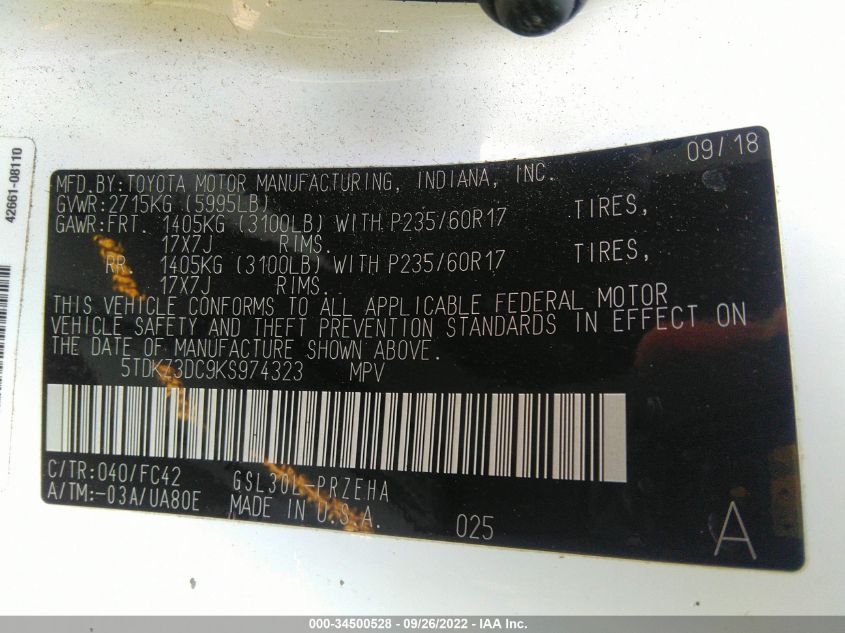 42661-08110
09/18
MFD.BY:TOYOTA MOTOR MANUFACTURING, INDIANA, INC.
GVWR:2715KG (5995LB)
GAWR:FRT. 1405KG (3100LB) WITH P235/60R17 TIRES,
17X7J RIMS.
RR. 1405KG (3100LB) WITH P235/60R17 TIRES,
17X7J RIMS.
THIS VEHICLE CONFORMS TO ALL APPLICABLE FEDERAL MOTOR
VEHICLE SAFETY AND THEFT PREVENTION STANDARDS IN EFFECT ON
THE DATE OF MANUFACTURE SHOWN ABOVE.
5TDKZ3DC9KS974323 MPV
C/TR:040/FC42 GSL30L-PRZEHA
A/TM:-03A/UA80E MADE IN U.S.A. 025 A
000-34500528 - 09/26/2022 - IAA Inc.